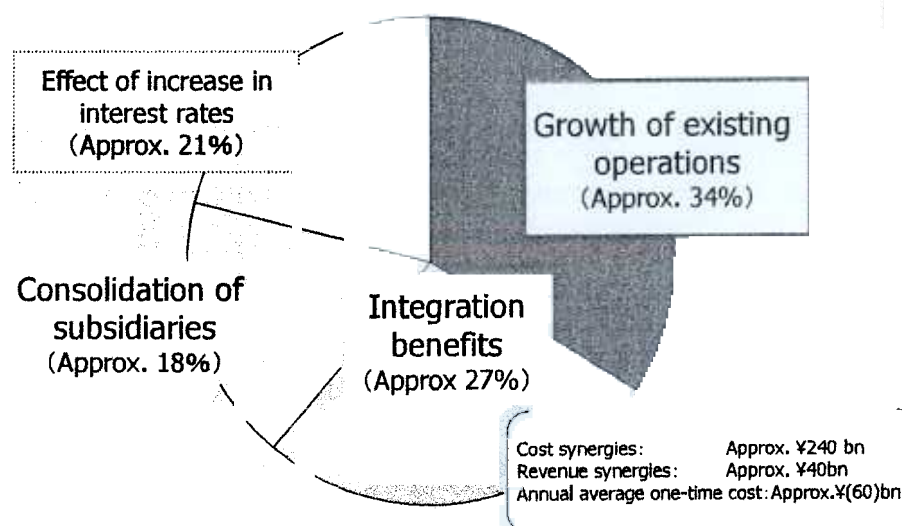 Effect of increase in
interest rates
(Approx. 21%)
Growth of existing
operations
(Approx. 34%)
Consolidation of
subsidiaries
(Approx. 18%)
Integration
benefits
(Approx 27%)
Cost synergies: Approx. ¥240 bn
Revenue synergies: Approx. ¥40bn
Annual average one-time cost:Approx.¥(60)bn